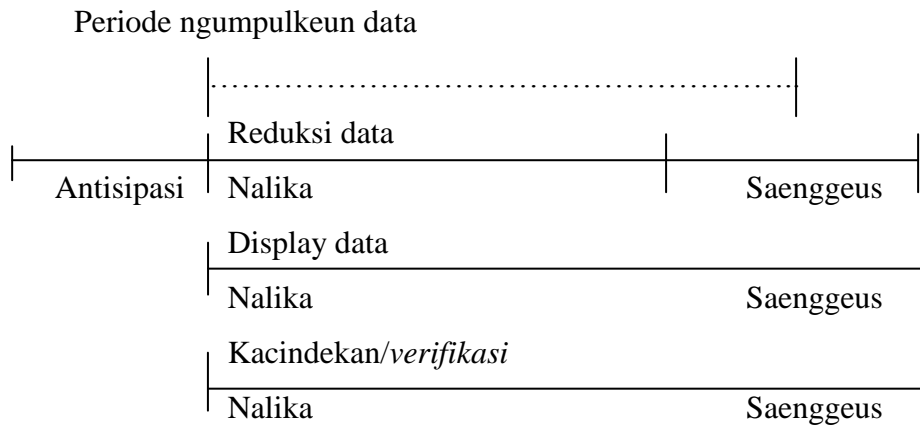 Periode ngumpulkeun data
Reduksi data
Antisipasi Nalika Saenggeus
Display data
Nalika Saenggeus
Kacindekan/verifikasi
Nalika Saenggeus